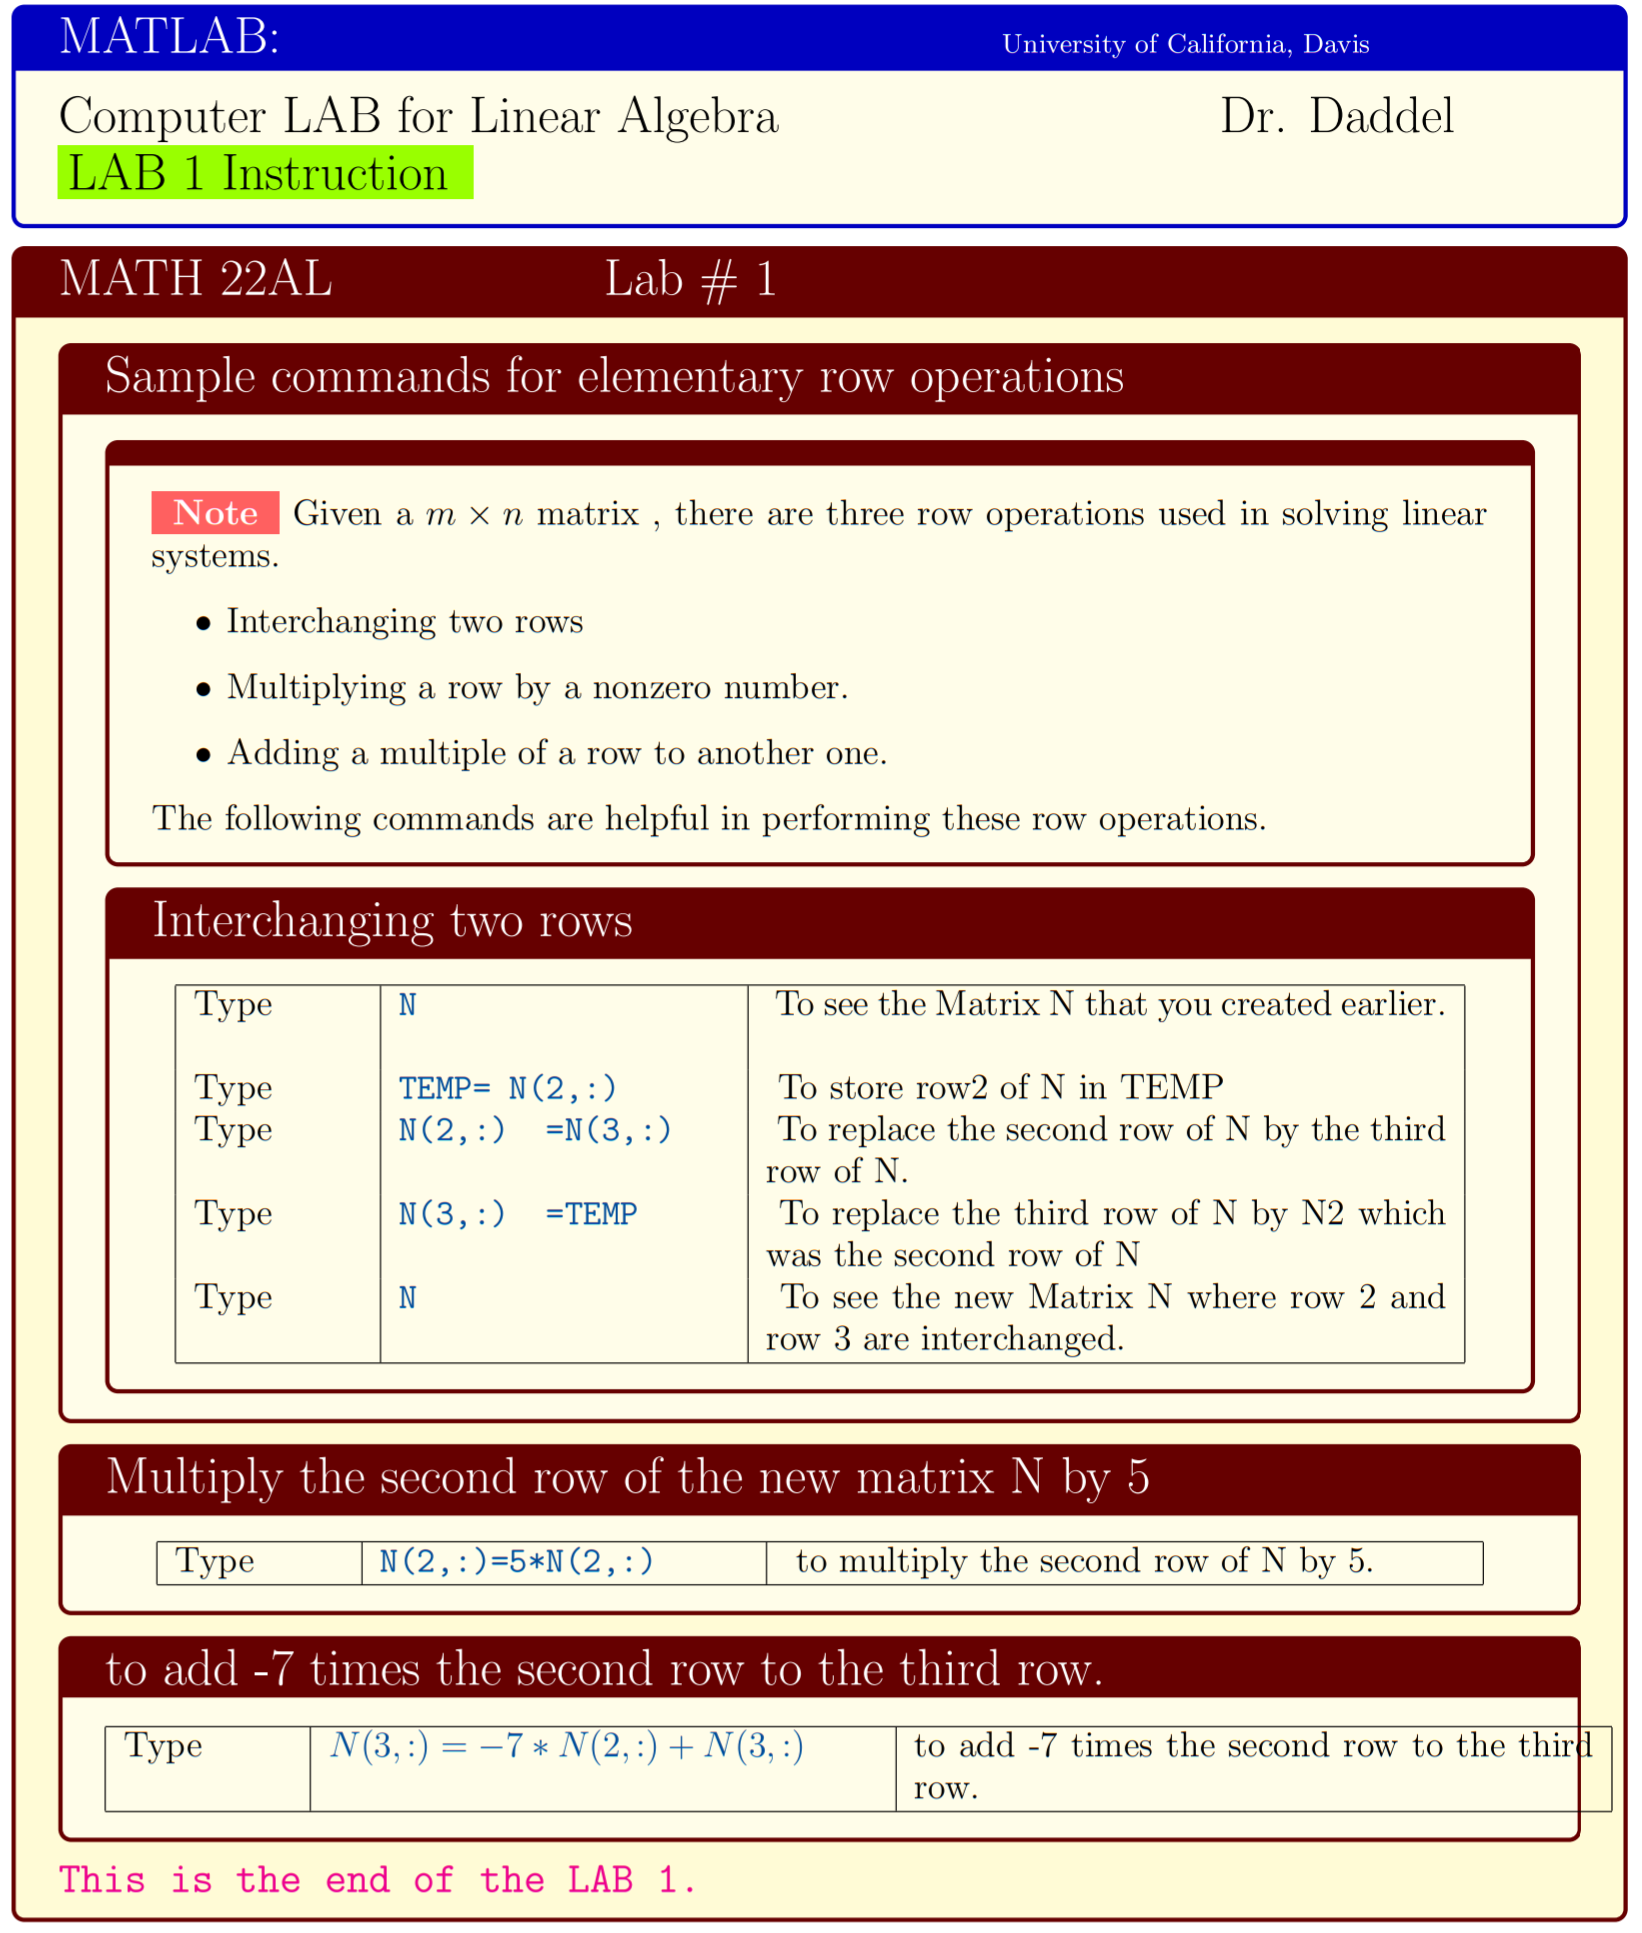 MATLAB: University of California, Davis
Computer LAB for Linear Algebra Dr. Daddel
LAB 1 Instruction
MATH 22AL Lab # 1
Sample commands for elementary row operations
Note Given a m × n matrix , there are three row operations used in solving linear
systems.
• Interchanging two rows
• Multiplying a row by a nonzero number.
• Adding a multiple of a row to another one.
The following commands are helpful in performing these row operations.
Interchanging two rows
Type N To see the Matrix N that you created earlier.
Type TEMP= N(2,:) To store row2 of N in TEMP
Type N(2,:) =N(3,:) To replace the second row of N by the third
row of N.
Type N(3,:) =TEMP To replace the third row of N by N2 which
was the second row of N
Type N To see the new Matrix N where row 2 and
row 3 are interchanged.
Multiply the second row of the new matrix N by 5
Type N(2,:)=5*N(2,:) to multiply the second row of N by 5.
to add -7 times the second row to the third row.
Type N(3,:) = −7 ∗ N(2,:) + N(3,:) to add -7 times the second row to the third
row.
This is the end of the LAB 1.